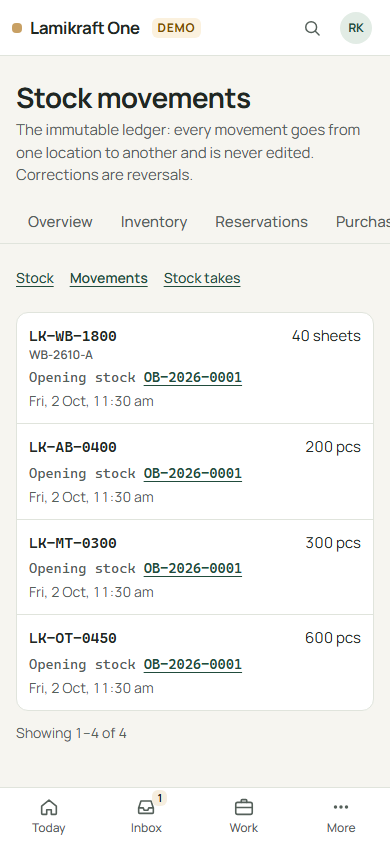 Lamikraft One DEMO RK
Stock movements
The immutable ledger: every movement goes from
one location to another and is never edited.
Corrections are reversals.
Overview Inventory Reservations Purchas
Stock Movements Stock takes
LK-WB-1800 40 sheets
WB-2610-A
Opening stock OB-2026-0001
Fri, 2 Oct, 11:30 am
LK-AB-0400 200 pcs
Opening stock OB-2026-0001
Fri, 2 Oct, 11:30 am
LK-MT-0300 300 pcs
Opening stock OB-2026-0001
Fri, 2 Oct, 11:30 am
LK-OT-0450 600 pcs
Opening stock OB-2026-0001
Fri, 2 Oct, 11:30 am
Showing 1–4 of 4
1
Today Inbox Work More